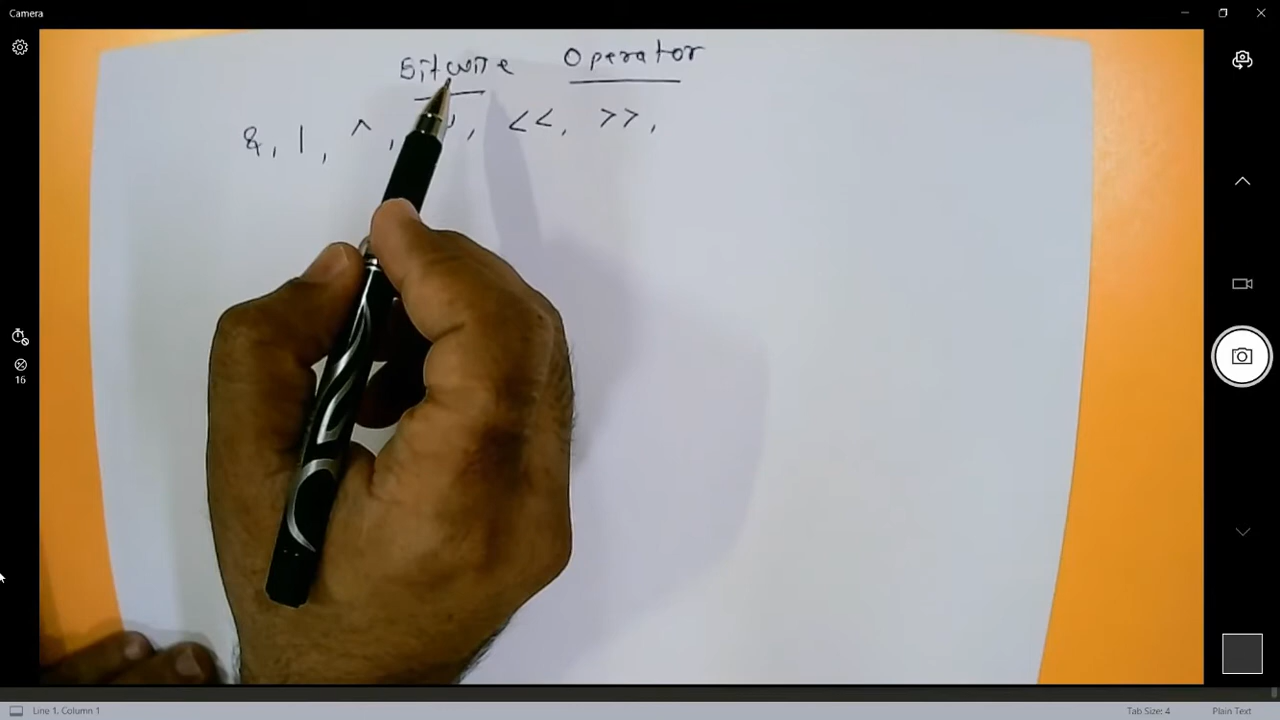 Camera
Bitwise Operator
&, |, ^, , <<, >>,
16
Line 1, Column 1
Tab Size: 4
Plain Text